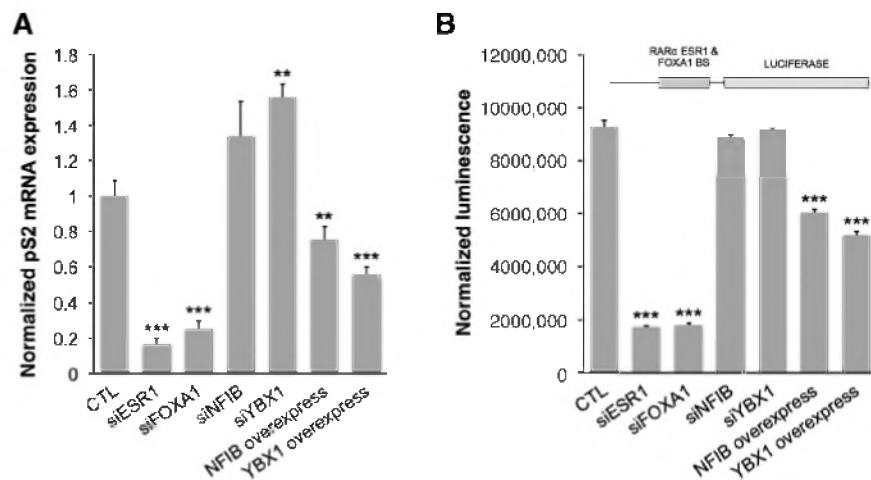 A
Normalized pS2 mRNA expression
1.8
1.6
1.4
1.2
1
0.8
0.6
0.4
0.2
0
***
***
**
**
***
CTL
siESR1
siFOXA1
siNFIB
siYBX1
NFIB overexpress
YBX1 overexpress
B
Normalized luminescence
12000,000
10000,000
8000,000
6000,000
4000,000
2000,000
0
RARα ESR1 &
FOXA1 BS
LUCIFERASE
***
***
***
***
CTL
siESR1
siFOXA1
siNFIB
siYBX1
NFIB overexpress
YBX1 overexpress